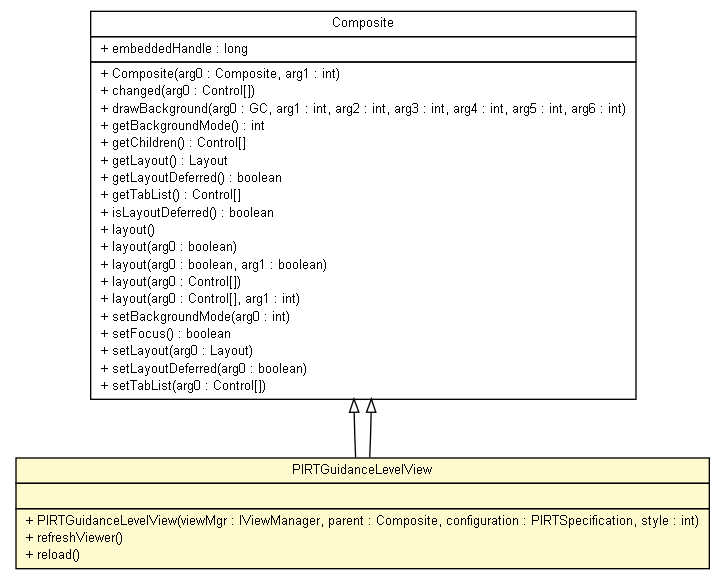 Composite
+ embeddedHandle : long
+ Composite(arg0 : Composite, arg1 : int)
+ changed(arg0 : Control[])
+ drawBackground(arg0 : GC, arg1 : int, arg2 : int, arg3 : int, arg4 : int, arg5 : int, arg6 : int)
+ getBackgroundMode() : int
+ getChildren() : Control[]
+ getLayout() : Layout
+ getLayoutDeferred() : boolean
+ getTabList() : Control[]
+ isLayoutDeferred() : boolean
+ layout()
+ layout(arg0 : boolean)
+ layout(arg0 : boolean, arg1 : boolean)
+ layout(arg0 : Control[])
+ layout(arg0 : Control[], arg1 : int)
+ setBackgroundMode(arg0 : int)
+ setFocus() : boolean
+ setLayout(arg0 : Layout)
+ setLayoutDeferred(arg0 : boolean)
+ setTabList(arg0 : Control[])
PIRTGuidanceLevelView
+ PIRTGuidanceLevelView(viewMgr : IViewManager, parent : Composite, configuration : PIRTSpecification, style : int)
+ refreshViewer()
+ reload()